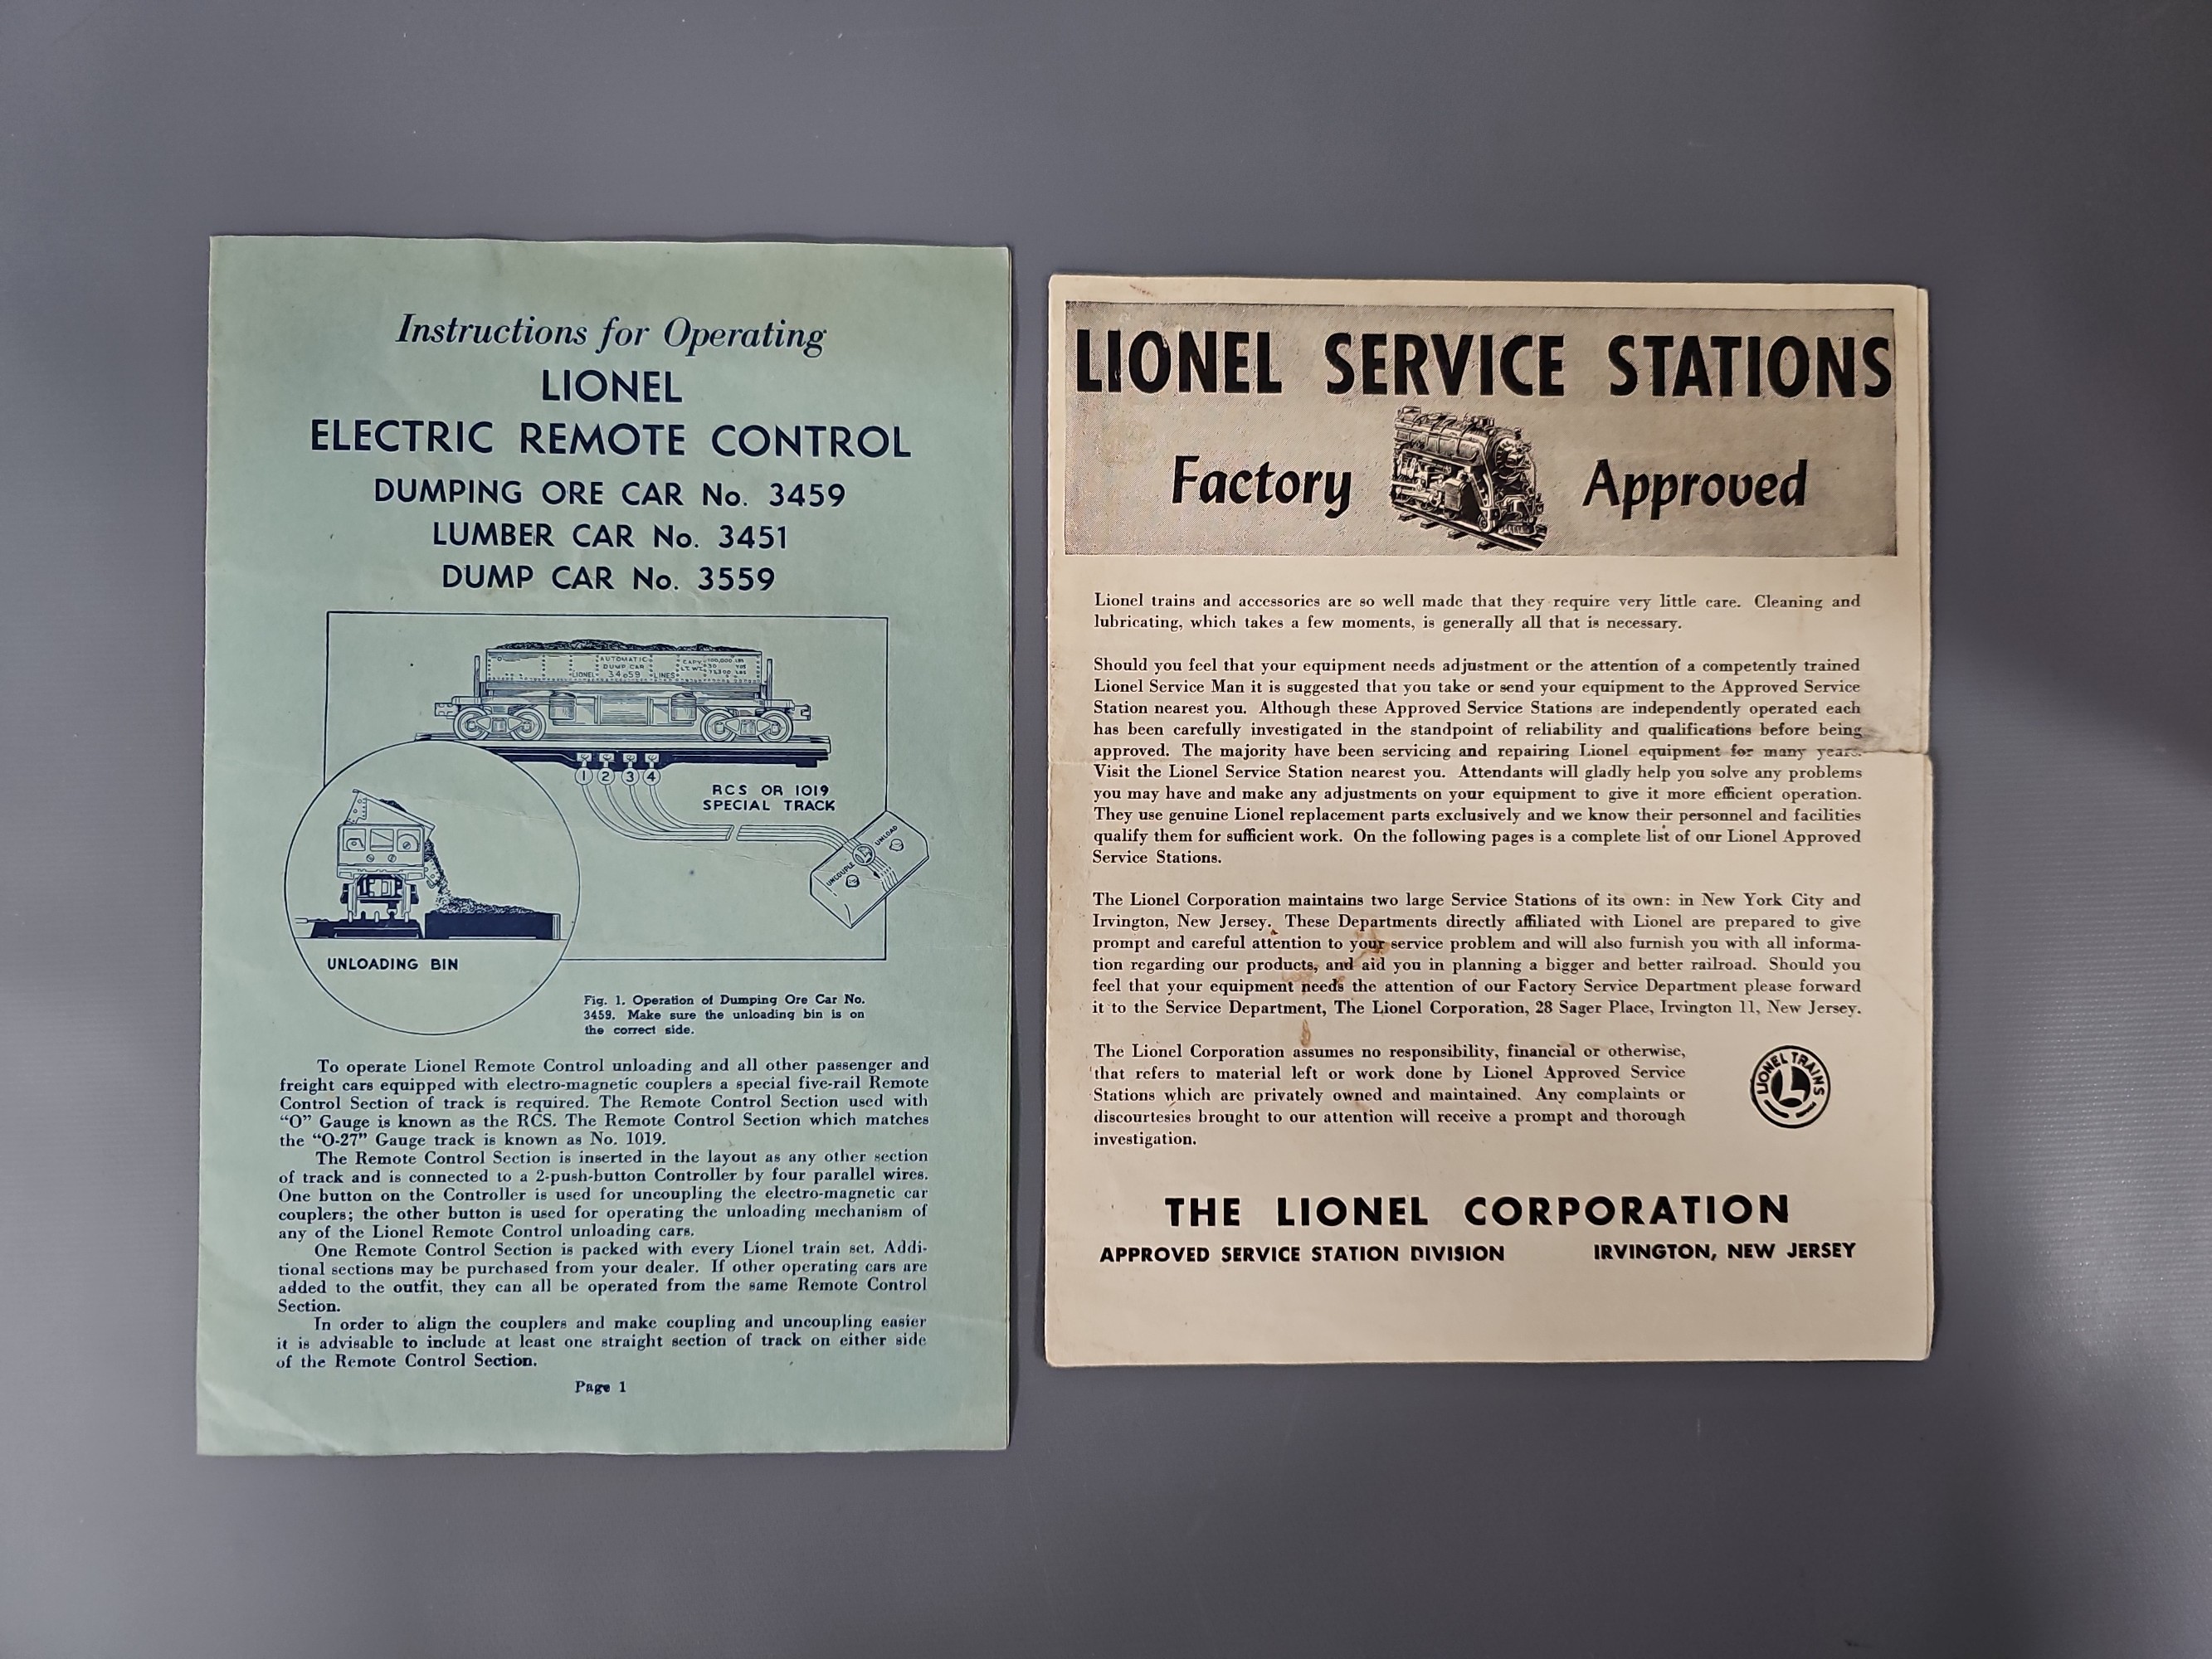 Instructions for Operating
LIONEL
ELECTRIC REMOTE CONTROL
DUMPING ORE CAR No. 3459
LUMBER CAR No. 3451
DUMP CAR No. 3559
AUTOMATIC
DUMP CAR
LIONEL LINES
CAPY 100,000 LBS
RCS OR 1019
SPECIAL TRACK
1 2 3 4
UNCOUPLE
UNLOAD
UNLOADING BIN
Fig. 1. Operation of Dumping Ore Car No.
3459. Make sure the unloading bin is on
the correct side.
To operate Lionel Remote Control unloading and all other passenger and
freight cars equipped with electro-magnetic couplers a special five-rail Remote
Control Section of track is required. The Remote Control Section used with
“O” Gauge is known as the RCS. The Remote Control Section which matches
the “O-27” Gauge track is known as No. 1019.
The Remote Control Section is inserted in the layout as any other section
of track and is connected to a 2-push-button Controller by four parallel wires.
One button on the Controller is used for uncoupling the electro-magnetic car
couplers; the other button is used for operating the unloading mechanism of
any of the Lionel Remote Control unloading cars.
One Remote Control Section is packed with every Lionel train set. Addi-
tional sections may be purchased from your dealer. If other operating cars are
added to the outfit, they can all be operated from the same Remote Control
Section.
In order to align the couplers and make coupling and uncoupling easier
it is advisable to include at least one straight section of track on either side
of the Remote Control Section.
Page 1
LIONEL SERVICE STATIONS
Factory Approved
Lionel trains and accessories are so well made that they require very little care. Cleaning and
lubricating, which takes a few moments, is generally all that is necessary.
Should you feel that your equipment needs adjustment or the attention of a competently trained
Lionel Service Man it is suggested that you take or send your equipment to the Approved Service
Station nearest you. Although these Approved Service Stations are independently operated each
has been carefully investigated in the standpoint of reliability and qualifications before being
approved. The majority have been servicing and repairing Lionel equipment for many years.
Visit the Lionel Service Station nearest you. Attendants will gladly help you solve any problems
you may have and make any adjustments on your equipment to give it more efficient operation.
They use genuine Lionel replacement parts exclusively and we know their personnel and facilities
qualify them for sufficient work. On the following pages is a complete list of our Lionel Approved
Service Stations.
The Lionel Corporation maintains two large Service Stations of its own: in New York City and
Irvington, New Jersey. These Departments directly affiliated with Lionel are prepared to give
prompt and careful attention to your service problem and will also furnish you with all informa-
tion regarding our products, and aid you in planning a bigger and better railroad. Should you
feel that your equipment needs the attention of our Factory Service Department please forward
it to the Service Department, The Lionel Corporation, 28 Sager Place, Irvington 11, New Jersey.
The Lionel Corporation assumes no responsibility, financial or otherwise,
that refers to material left or work done by Lionel Approved Service
Stations which are privately owned and maintained. Any complaints or
discourtesies brought to our attention will receive a prompt and thorough
investigation.
LIONEL TRAINS
L
THE LIONEL CORPORATION
APPROVED SERVICE STATION DIVISION IRVINGTON, NEW JERSEY